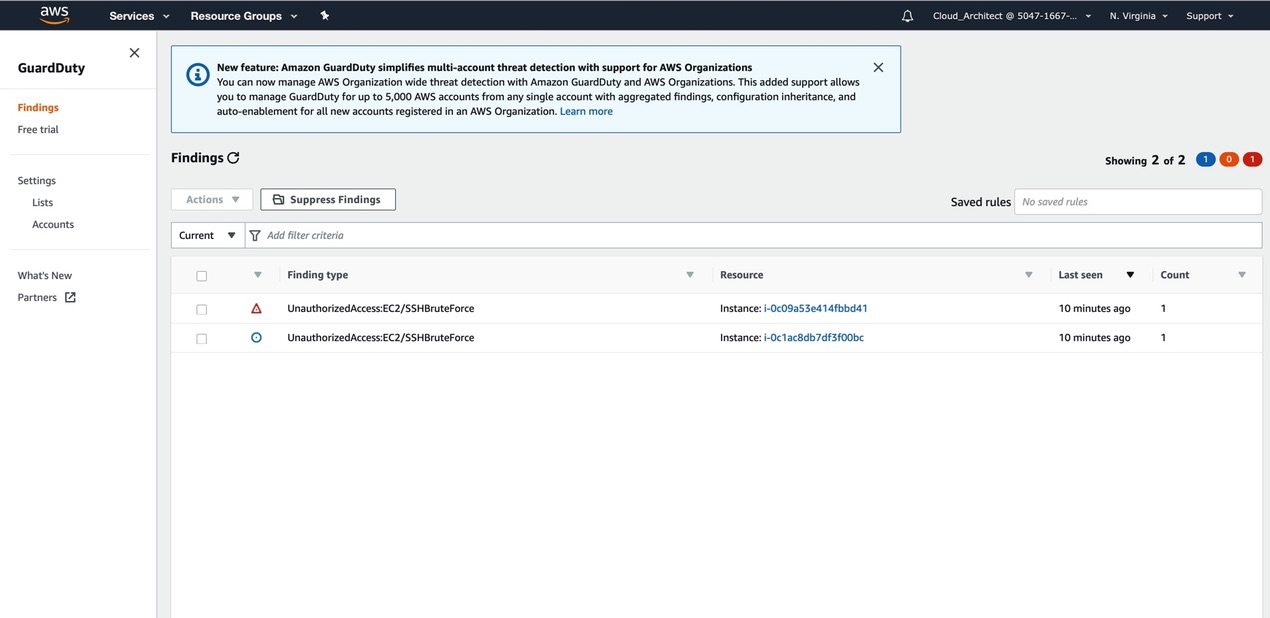 aws Services Resource Groups Cloud_Architect @ 5047-1667-... N. Virginia Support
GuardDuty
Findings
Free trial
Settings
Lists
Accounts
What's New
Partners
New feature: Amazon GuardDuty simplifies multi-account threat detection with support for AWS Organizations
You can now manage AWS Organization wide threat detection with Amazon GuardDuty and AWS Organizations. This added support allows
you to manage GuardDuty for up to 5,000 AWS accounts from any single account with aggregated findings, configuration inheritance, and
auto-enablement for all new accounts registered in an AWS Organization. Learn more
Findings Showing 2 of 2 1 0 1
Actions Suppress Findings Saved rules No saved rules
Current Add filter criteria
Finding type Resource Last seen Count
UnauthorizedAccess:EC2/SSHBruteForce Instance: i-0c09a53e414fbbd41 10 minutes ago 1
UnauthorizedAccess:EC2/SSHBruteForce Instance: i-0c1ac8db7df3f00bc 10 minutes ago 1